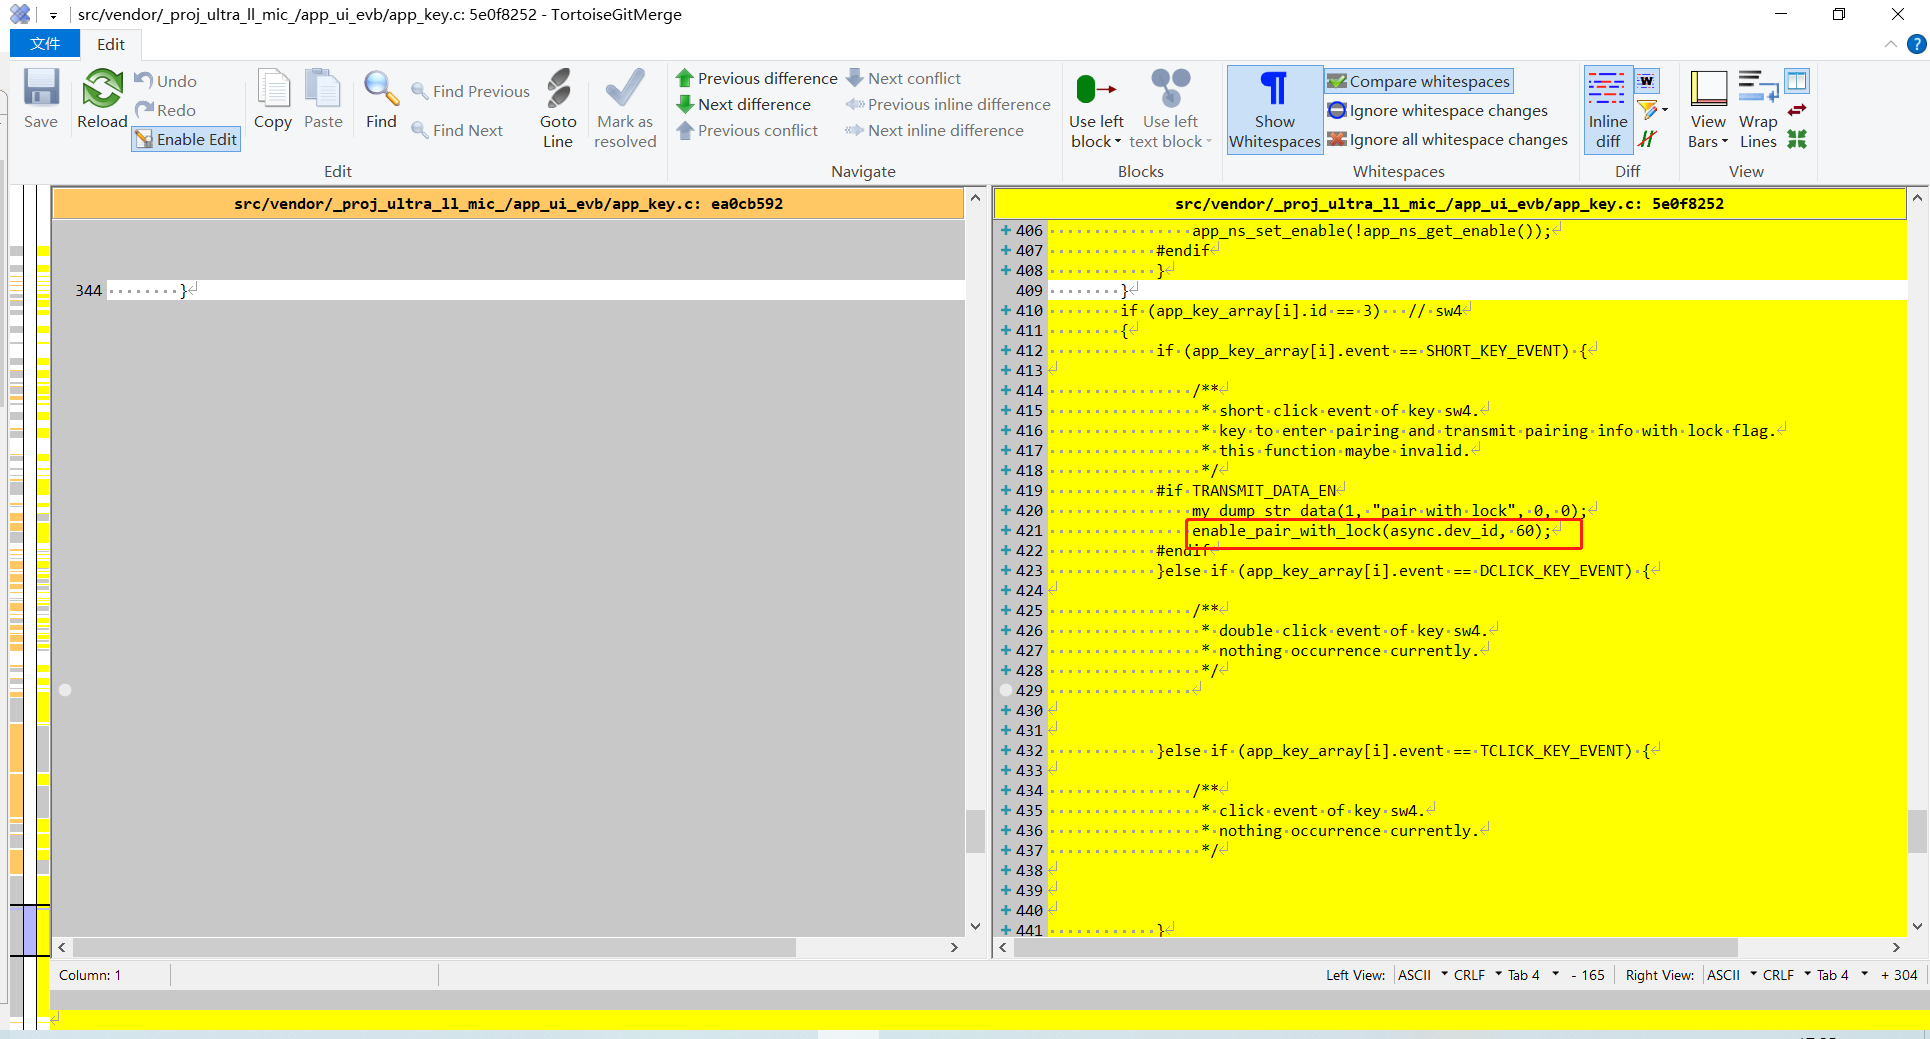 src/vendor/_proj_ultra_ll_mic_/app_ui_evb/app_key.c: 5e0f8252 - TortoiseGitMerge
文件 Edit
Save Reload Undo Redo Enable Edit Copy Paste Find Find Previous Find Next Goto Line Mark as resolved
Edit
Previous difference Next conflict
Next difference Previous inline difference
Previous conflict Next inline difference
Navigate
Use left block Use left text block
Blocks
Show Whitespaces Compare whitespaces
Ignore whitespace changes
Ignore all whitespace changes
Whitespaces
Inline diff
Diff
View Bars Wrap Lines
View
src/vendor/_proj_ultra_ll_mic_/app_ui_evb/app_key.c: ea0cb592
344 }
src/vendor/_proj_ultra_ll_mic_/app_ui_evb/app_key.c: 5e0f8252
406 app_ns_set_enable(!app_ns_get_enable());
407 #endif
408 }
409 }
410 if (app_key_array[i].id == 3) // sw4
411 {
412 if (app_key_array[i].event == SHORT_KEY_EVENT) {
413
414 /**
415 * short click event of key sw4.
416 * key to enter pairing and transmit pairing info with lock flag.
417 * this function maybe invalid.
418 */
419 #if TRANSMIT_DATA_EN
420 my_dump_str_data(1, "pair with lock", 0, 0);
421 enable_pair_with_lock(async.dev_id, 60);
422 #endif
423 }else if (app_key_array[i].event == DCLICK_KEY_EVENT) {
424
425 /**
426 * double click event of key sw4.
427 * nothing occurrence currently.
428 */
429
430
431
432 }else if (app_key_array[i].event == TCLICK_KEY_EVENT) {
433
434 /**
435 * click event of key sw4.
436 * nothing occurrence currently.
437 */
438
439
440
441 }
Column: 1 Left View: ASCII CRLF Tab 4 - 165 Right View: ASCII CRLF Tab 4 + 304